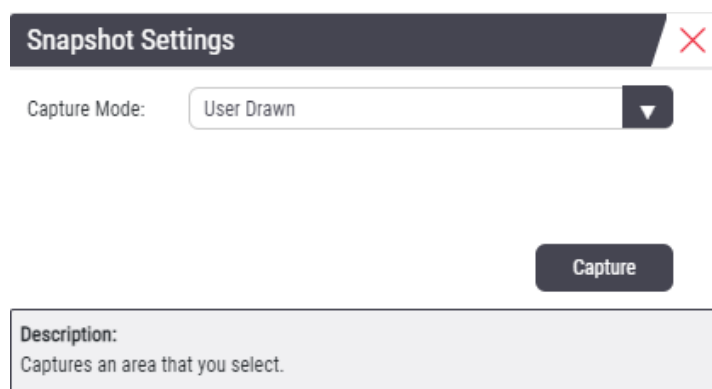 Snapshot Settings
Capture Mode: User Drawn
Capture
Description:
Captures an area that you select.